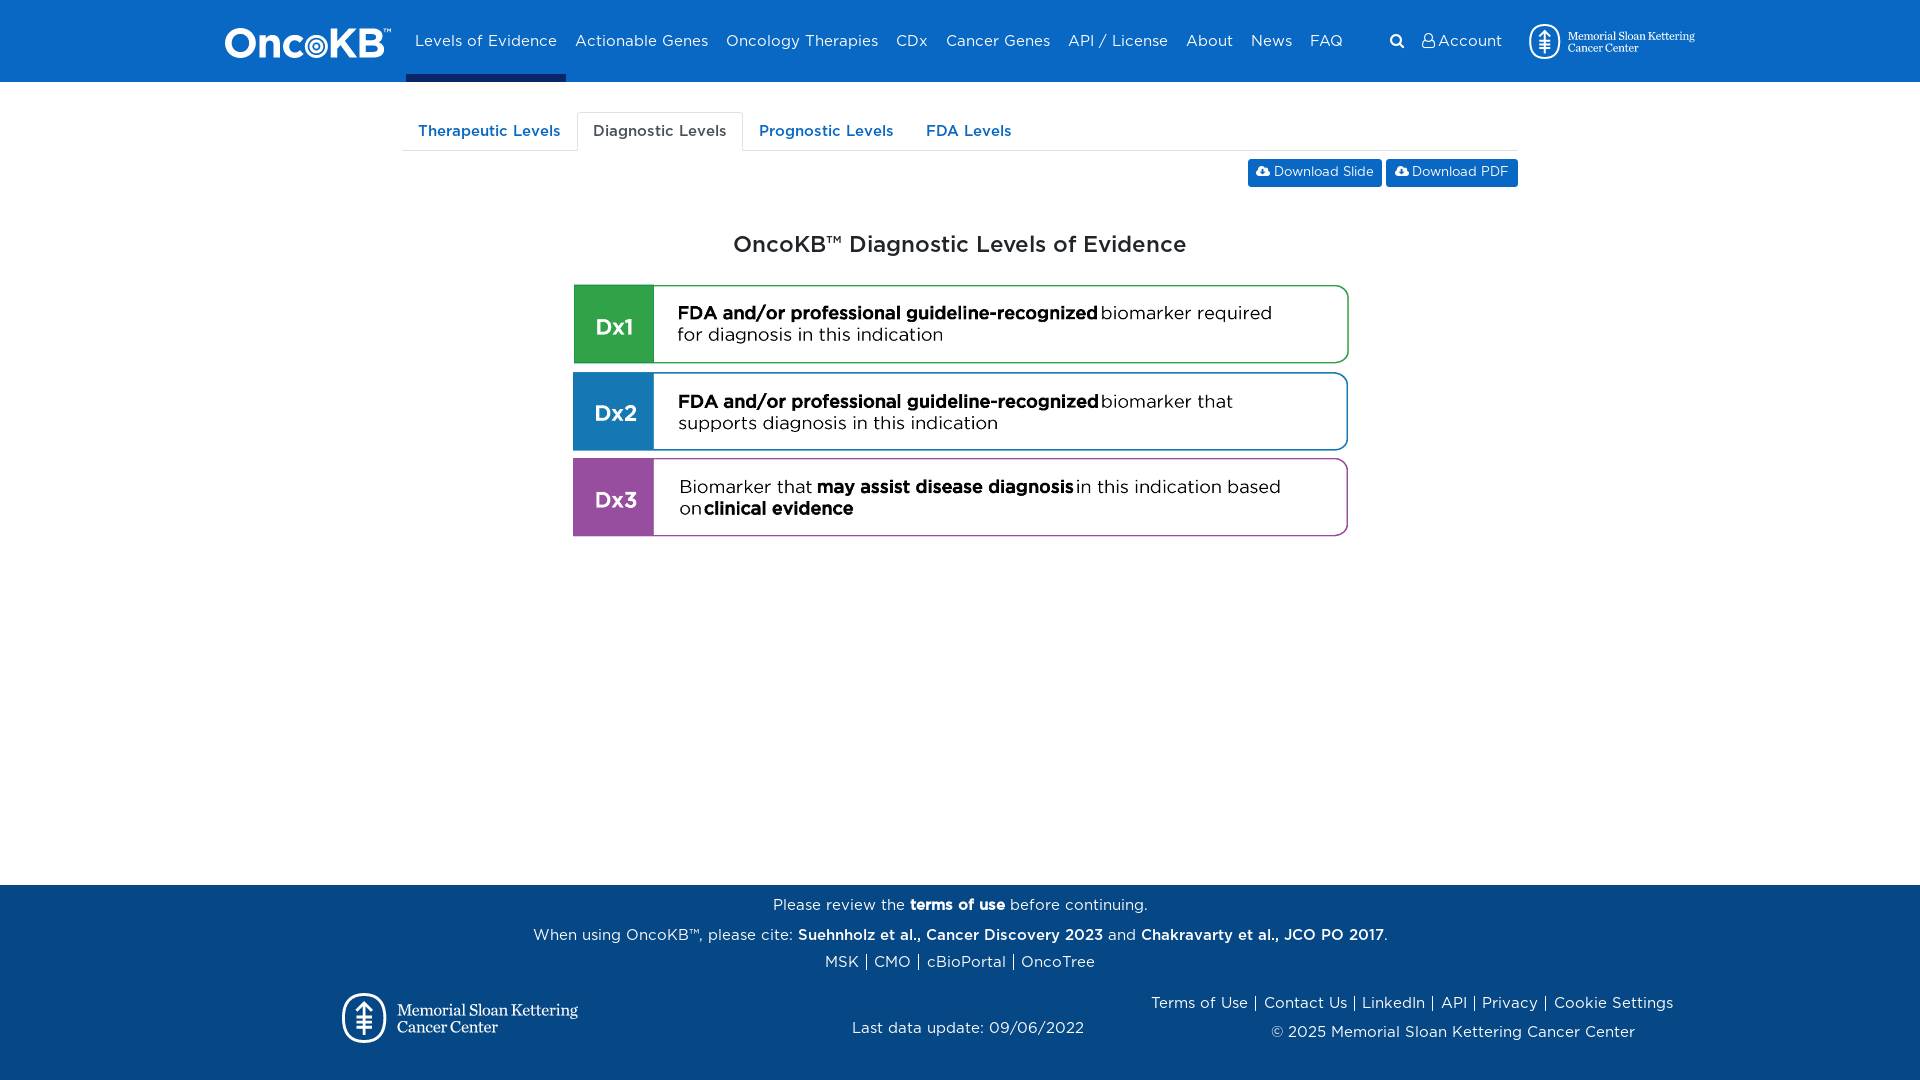 OncoKB™
Levels of Evidence
Actionable Genes
Oncology Therapies
CDx
Cancer Genes
API / License
About
News
FAQ
Account
Memorial Sloan Kettering
Cancer Center
Therapeutic Levels
Diagnostic Levels
Prognostic Levels
FDA Levels
Download Slide
Download PDF
OncoKB™ Diagnostic Levels of Evidence
Dx1
FDA and/or professional guideline-recognized biomarker required
for diagnosis in this indication
Dx2
FDA and/or professional guideline-recognized biomarker that
supports diagnosis in this indication
Dx3
Biomarker that may assist disease diagnosis in this indication based
on clinical evidence
Please review the terms of use before continuing.
When using OncoKB™, please cite: Suehnholz et al., Cancer Discovery 2023 and Chakravarty et al., JCO PO 2017.
MSK | CMO | cBioPortal | OncoTree
Memorial Sloan Kettering
Cancer Center
Last data update: 09/06/2022
Terms of Use | Contact Us | LinkedIn | API | Privacy | Cookie Settings
© 2025 Memorial Sloan Kettering Cancer Center